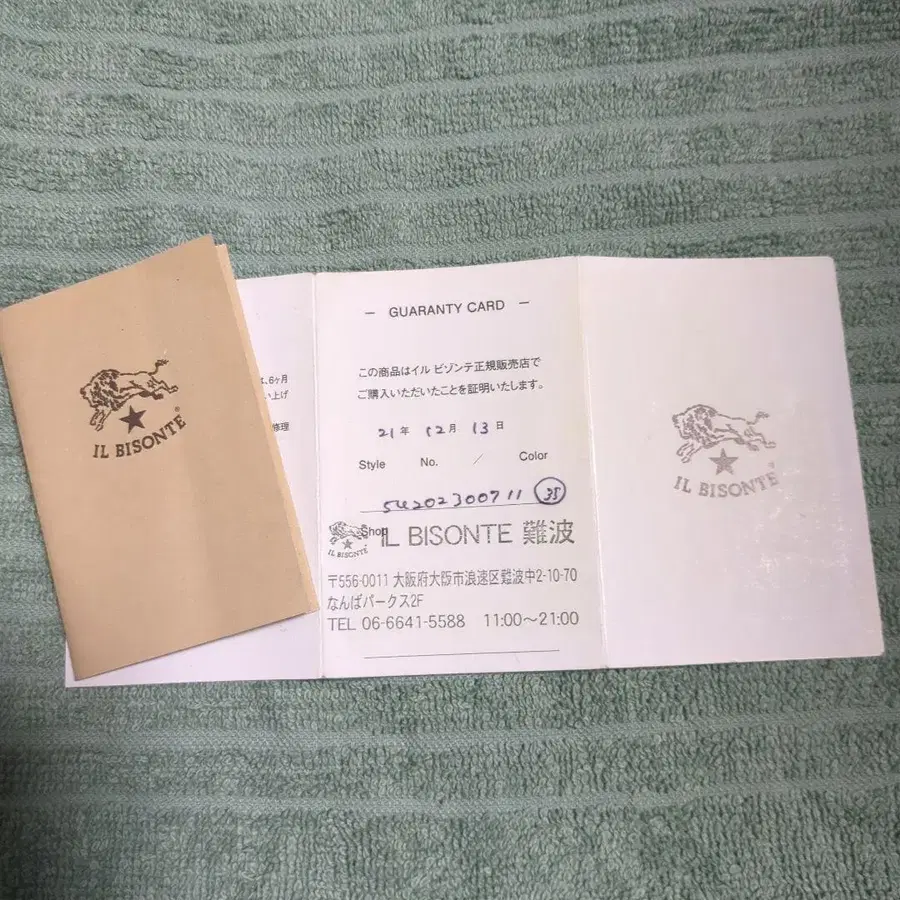 IL BISONTE
®
、6ヶ月
い上げ
修理
— GUARANTY CARD —
この商品はイル ビゾンテ正規販売店で
ご購入いただいたことを証明いたします。
21年 12月 13日
Style No. / Color
54202300711 35
Shop
IL BISONTE
IL BISONTE 難波
〒556-0011 大阪府大阪市浪速区難波中2-10-70
なんばパークス2F
TEL 06-6641-5588 11:00〜21:00
IL BISONTE
®